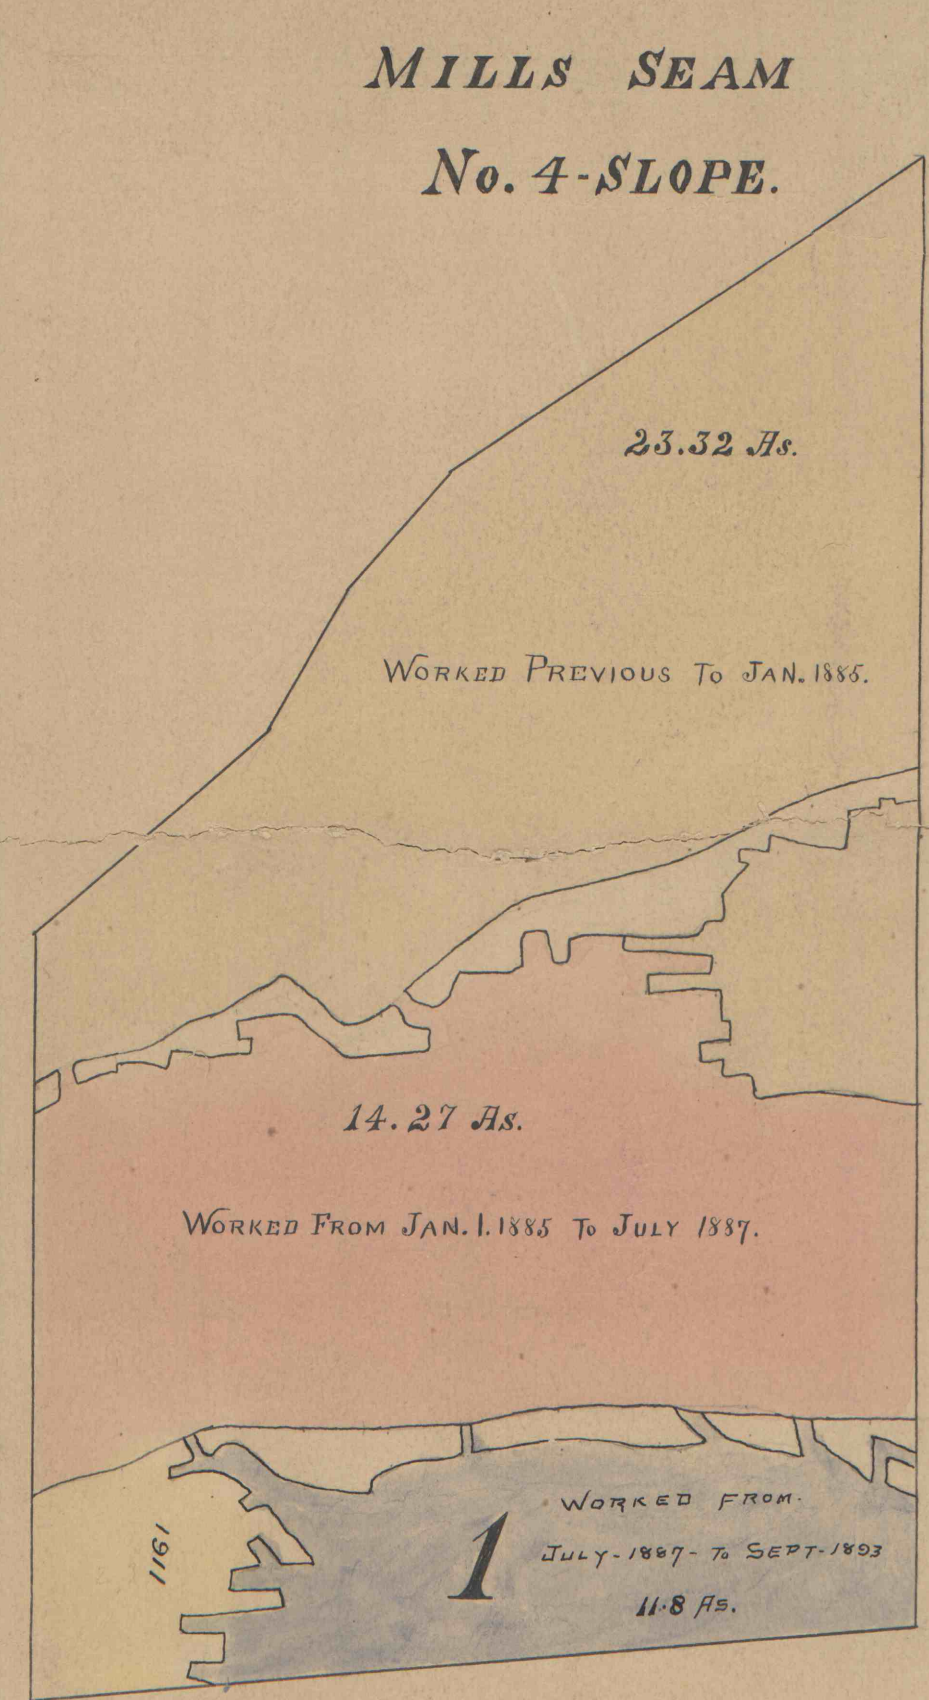 MILLS SEAM
No. 4-SLOPE.
23.32 As.
WORKED PREVIOUS TO JAN. 1885.
14.27 As.
WORKED FROM JAN. 1. 1885 TO JULY 1887.
1911
1
WORKED FROM.
JULY-1887-TO SEPT-1893
11.8 As.